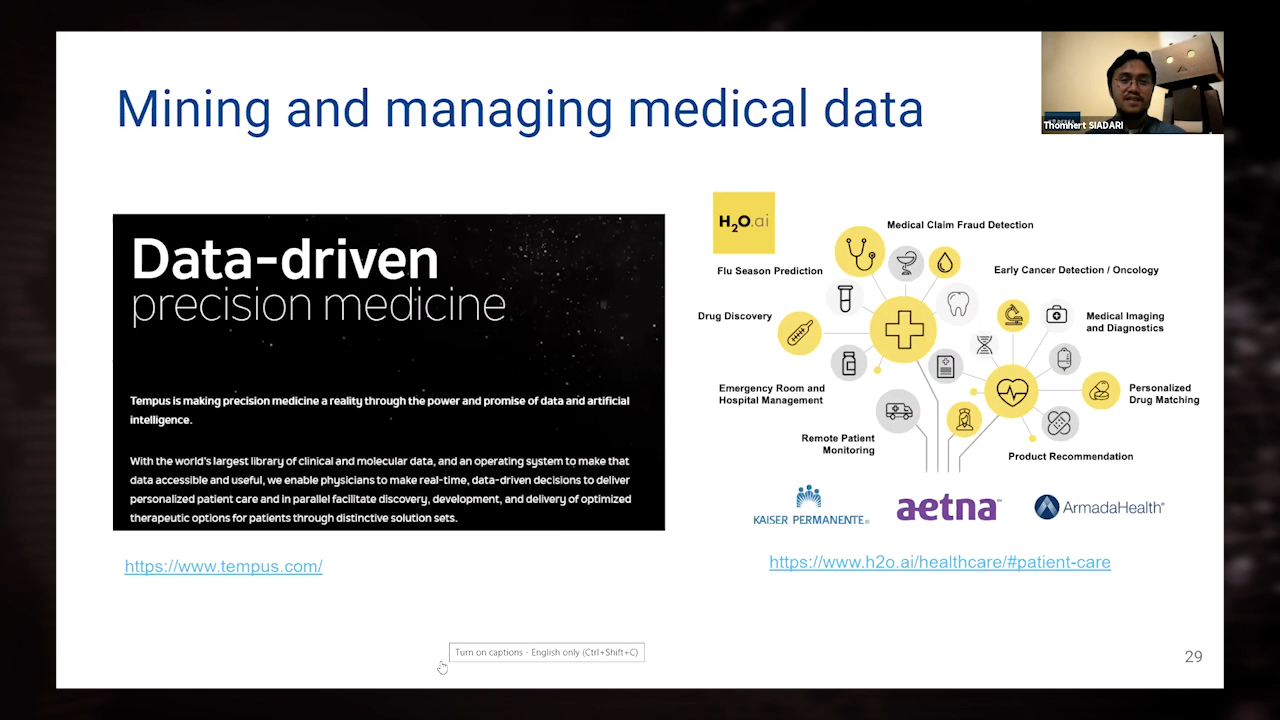 Mining and managing medical data
Thomhert SIADARI
Data-driven
precision medicine
Tempus is making precision medicine a reality through the power and promise of data and artificial
intelligence.
With the world's largest library of clinical and molecular data, and an operating system to make that
data accessible and useful, we enable physicians to make real-time, data-driven decisions to deliver
personalized patient care and in parallel facilitate discovery, development, and delivery of optimized
therapeutic options for patients through distinctive solution sets.
https://www.tempus.com/
H2O.ai
Medical Claim Fraud Detection
Flu Season Prediction
Early Cancer Detection / Oncology
Drug Discovery
Medical Imaging
and Diagnostics
Emergency Room and
Hospital Management
Personalized
Drug Matching
Remote Patient
Monitoring
Product Recommendation
KAISER PERMANENTE®
aetna™
ArmadaHealth®
https://www.h2o.ai/healthcare/#patient-care
Turn on captions - English only (Ctrl+Shift+C)
29